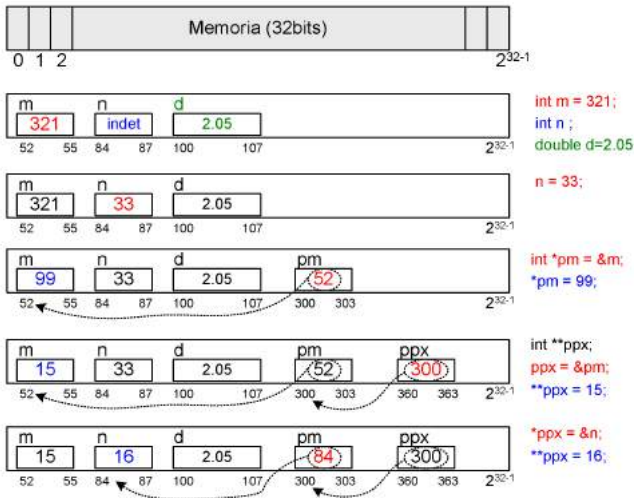 Memoria (32bits)
0 1 2 2^32-1
m n d
321 indet 2.05
52 55 84 87 100 107 2^32-1
int m = 321;
int n ;
double d=2.05
m n d
321 33 2.05
52 55 84 87 100 107 2^32-1
n = 33;
m n d pm
99 33 2.05 52
52 55 84 87 100 107 300 303 2^32-1
int *pm = &m;
*pm = 99;
m n d pm ppx
15 33 2.05 52 300
52 55 84 87 100 107 300 303 360 363 2^32-1
int **ppx;
ppx = &pm;
**ppx = 15;
m n d pm ppx
15 16 2.05 84 300
52 55 84 87 100 107 300 303 360 363 2^32-1
*ppx = &n;
**ppx = 16;